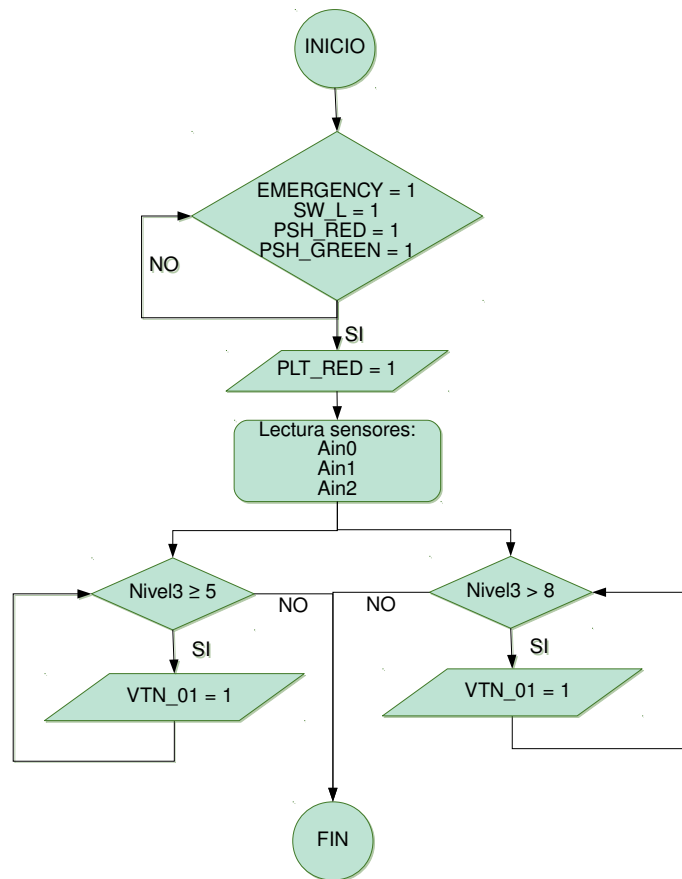 INICIO
EMERGENCY = 1
SW_L = 1
PSH_RED = 1
PSH_GREEN = 1
NO
SI
PLT_RED = 1
Lectura sensores:
Ain0
Ain1
Ain2
Nivel3 ≥ 5
Nivel3 > 8
NO
NO
SI
SI
VTN_01 = 1
VTN_01 = 1
FIN